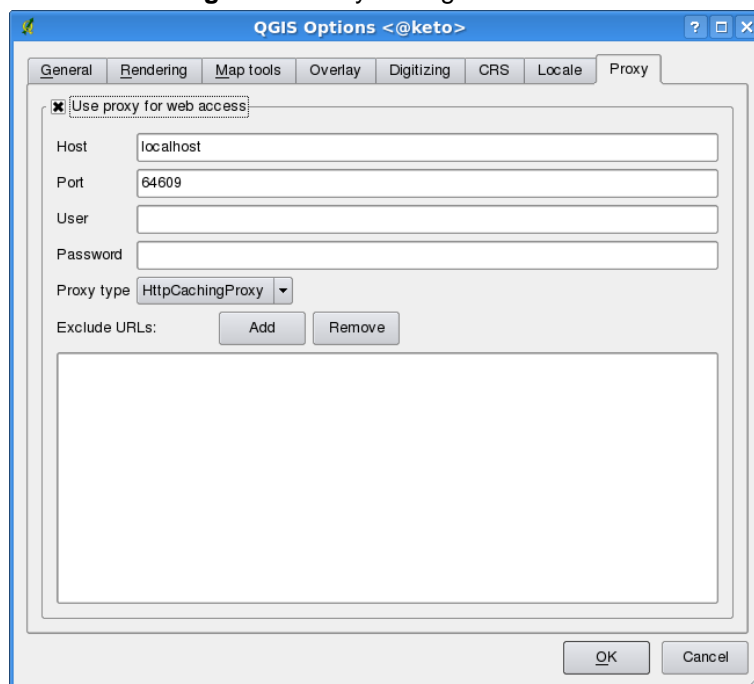 QGIS Options <@keto>
?
General Rendering Map tools Overlay Digitizing CRS Locale Proxy
Use proxy for web access
Host localhost
Port 64609
User
Password
Proxy type HttpCachingProxy
Exclude URLs: Add Remove
OK Cancel